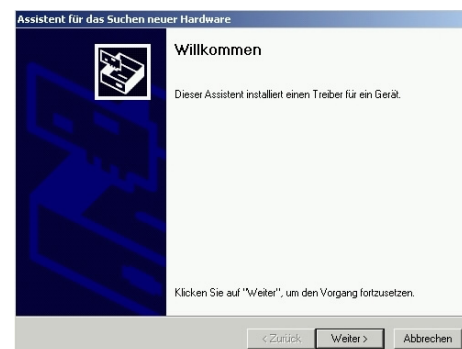 Assistent für das Suchen neuer Hardware
Willkommen
Dieser Assistent installiert einen Treiber für ein Gerät.
Klicken Sie auf "Weiter", um den Vorgang fortzusetzen.
< Zurück Weiter > Abbrechen